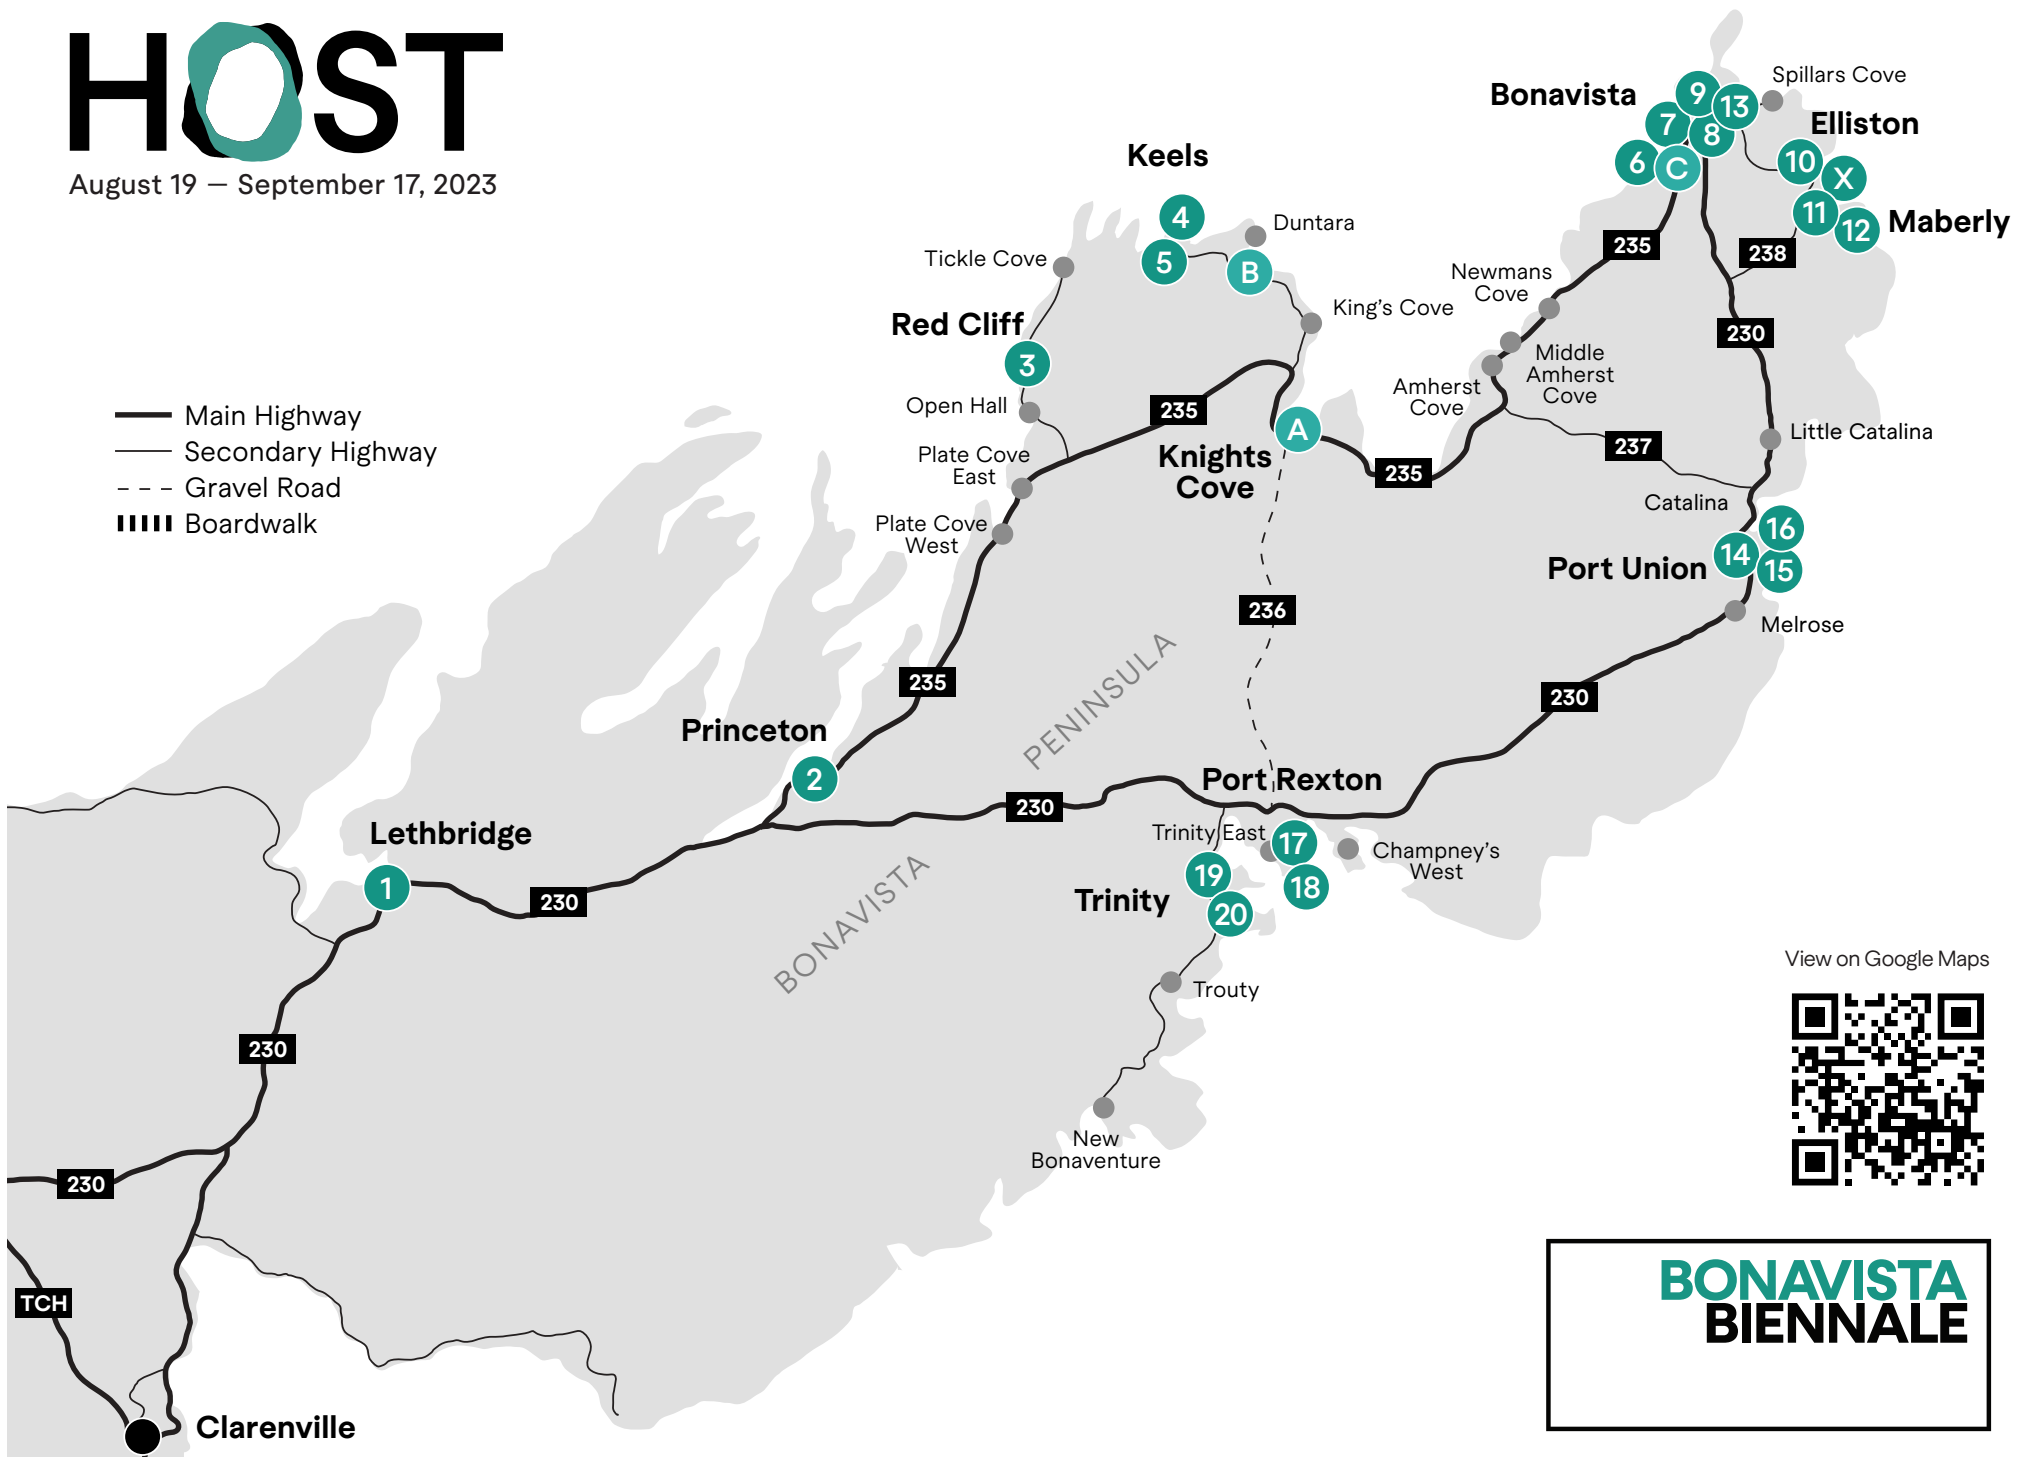 HOST
August 19 — September 17, 2023
Main Highway
Secondary Highway
Gravel Road
Boardwalk
Bonavista
9
13
7
8
6
C
Spillars Cove
Elliston
10
X
11
12
Maberly
Keels
4
5
Duntara
B
Tickle Cove
King's Cove
Red Cliff
3
Open Hall
Plate Cove
East
Plate Cove
West
235
A
Knights
Cove
235
Newmans
Cove
Middle
Amherst
Cove
Amherst
Cove
235
238
230
237
Little Catalina
Catalina
16
14
15
Port Union
Melrose
236
235
230
PENINSULA
BONAVISTA
Princeton
2
230
Port Rexton
Trinity East
17
18
Champney's
West
19
20
Trinity
Trouty
New
Bonaventure
Lethbridge
1
230
230
230
TCH
Clarenville
View on Google Maps
BONAVISTA
BIENNALE